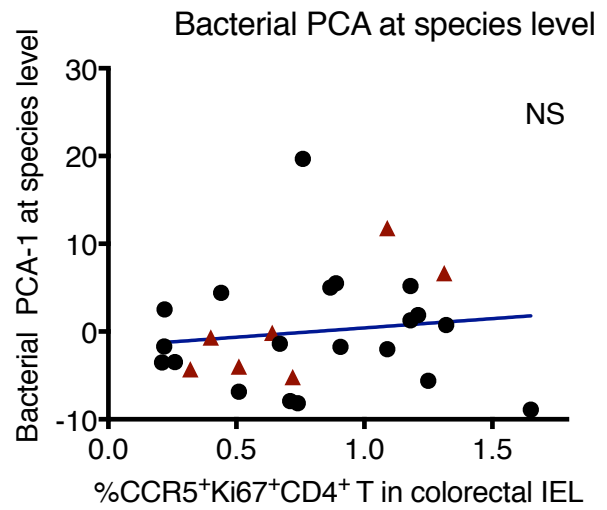 Bacterial PCA at species level
Bacterial PCA-1 at species level
30
20
10
0
-10
NS
0.0 0.5 1.0 1.5
%CCR5⁺Ki67⁺CD4⁺ T in colorectal IEL